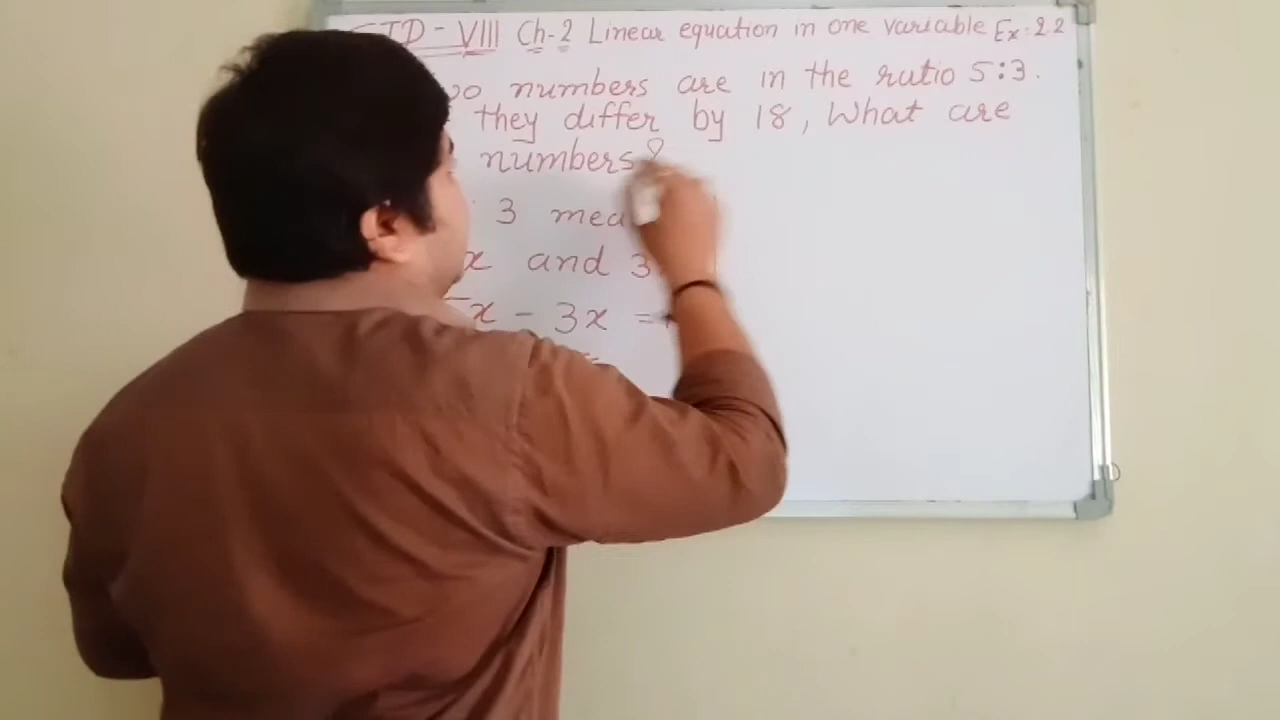 STD - VIII Ch-2 Linear equation in one variable Ex: 2.2
numbers are in the ratio 5:3.
they differ by 18, What are
numbers?
3
x and 3
5x - 3x =